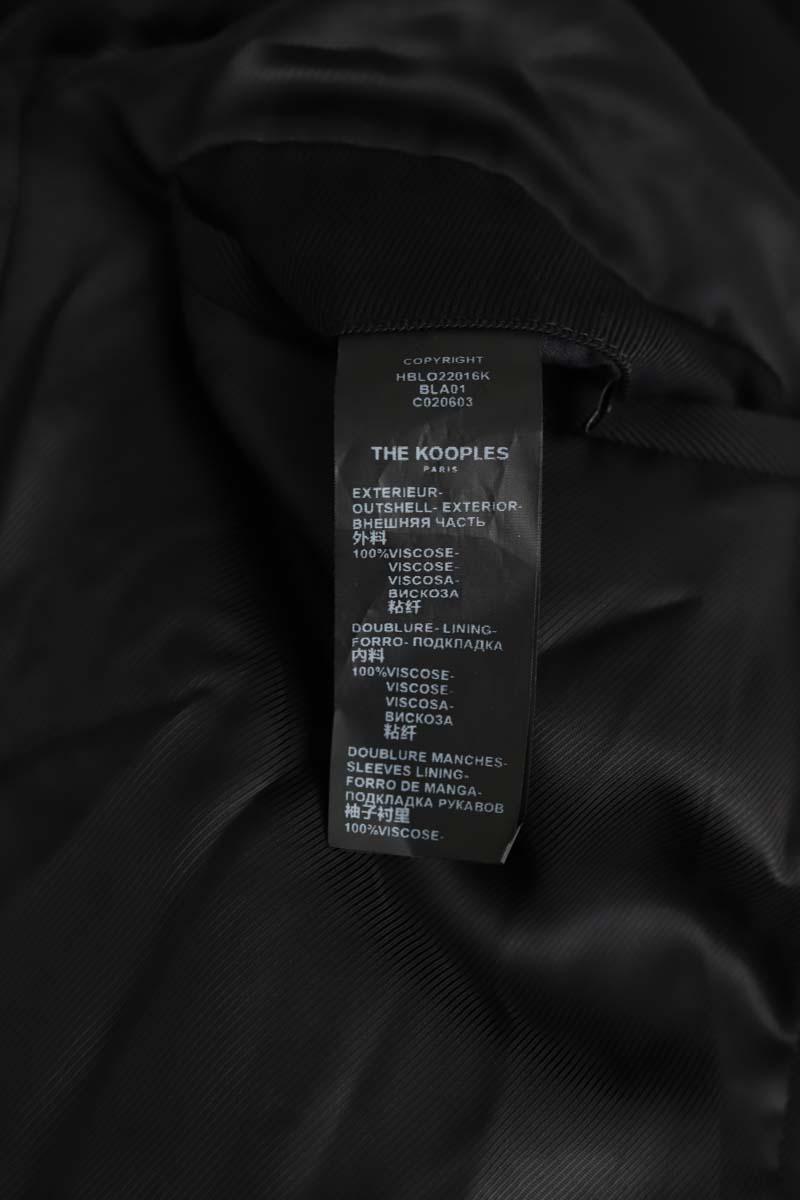 COPYRIGHT
HBLO22016K
BLA01
C020603
THE KOOPLES
PARIS
EXTERIEUR-
OUTSHELL- EXTERIOR-
ВНЕШНЯЯ ЧАСТЬ
外料
100%VISCOSE-
VISCOSE-
VISCOSA-
ВИСКОЗА
粘纤
DOUBLURE- LINING-
FORRO- ПОДКЛАДКА
内料
100%VISCOSE-
VISCOSE-
VISCOSA-
ВИСКОЗА
粘纤
DOUBLURE MANCHES-
SLEEVES LINING-
FORRO DE MANGA-
ПОДКЛАДКА РУКАВОВ
袖子衬里
100%VISCOSE-